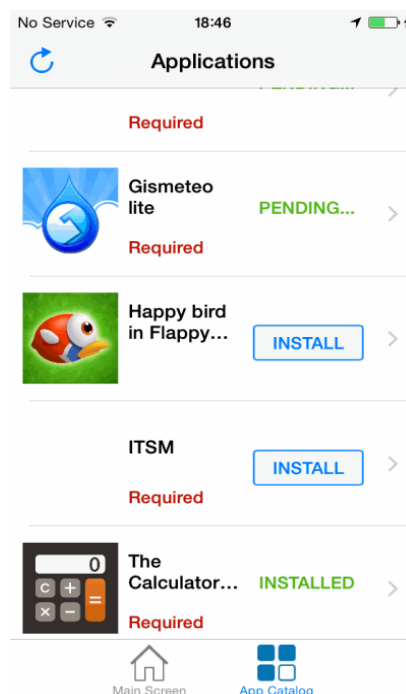 No Service 18:46
Applications
PENDING...
Required
Gismeteo
lite
PENDING...
Required
Happy bird
in Flappy...
INSTALL
ITSM
INSTALL
Required
0
C + =
× −
The
Calculator...
INSTALLED
Required
Main Screen
App Catalog